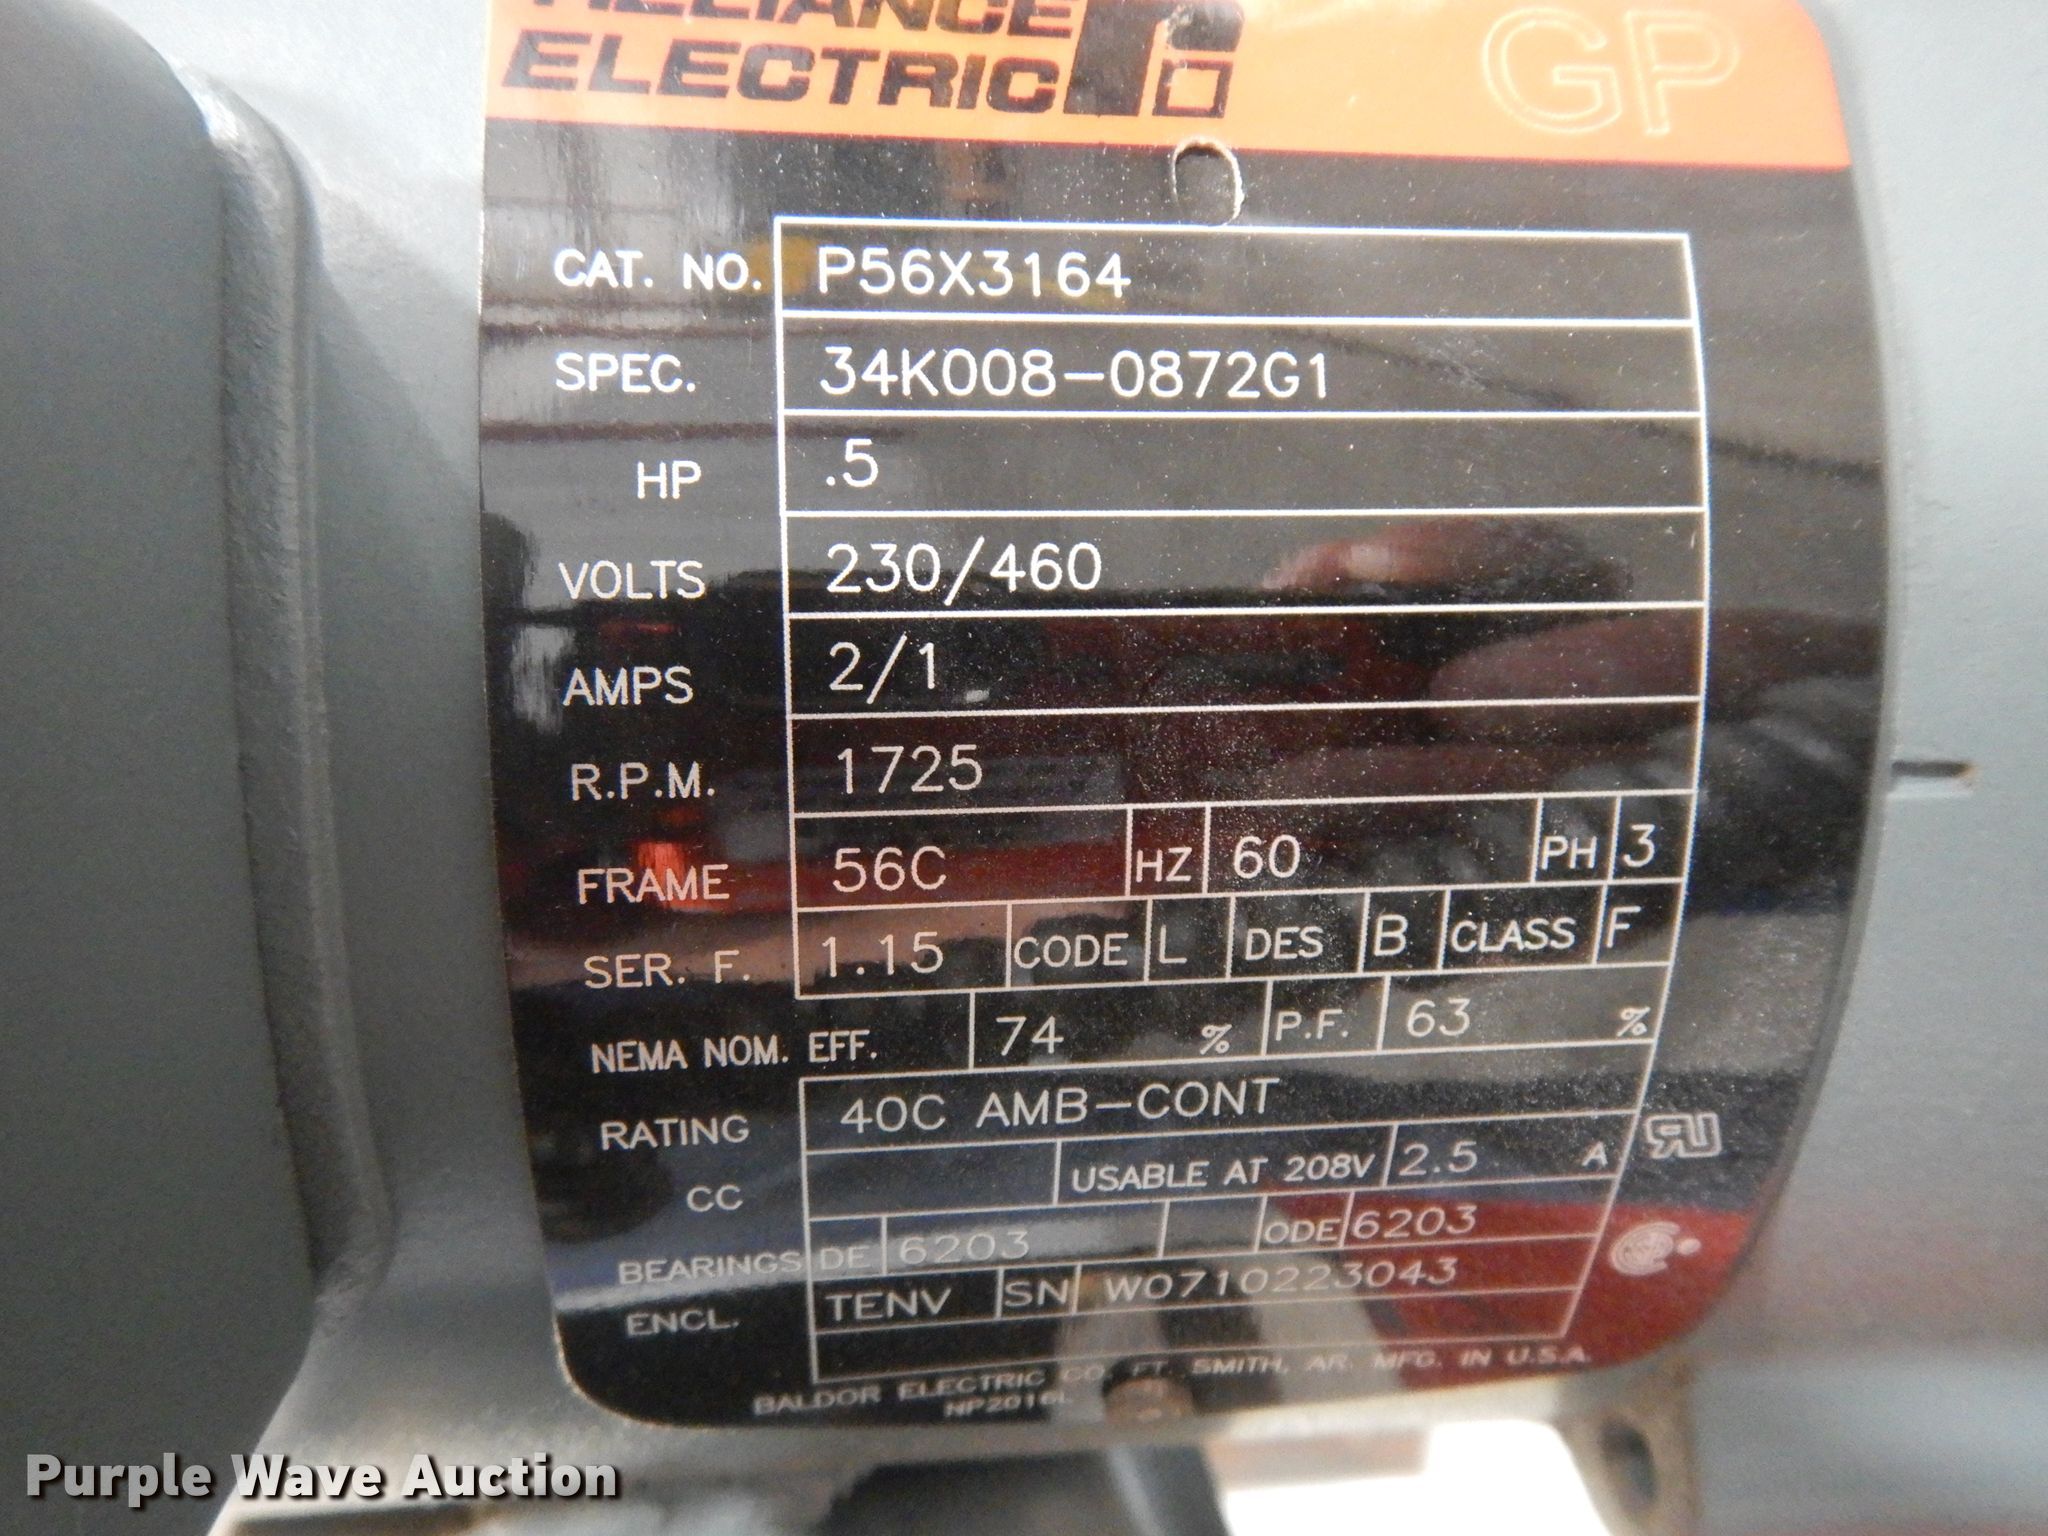 RELIANCE
ELECTRIC
GP
CAT. NO. P56X3164
SPEC. 34K008-0872G1
HP .5
VOLTS 230/460
AMPS 2/1
R.P.M. 1725
FRAME 56C HZ 60 PH 3
SER. F. 1.15 CODE L DES B CLASS F
NEMA NOM. EFF. 74 % P.F. 63 %
RATING 40C AMB-CONT
CC USABLE AT 208V 2.5 A
BEARINGS DE 6203 ODE 6203
ENCL. TENV SN W0710223043
BALDOR ELECTRIC CO. FT. SMITH, AR. MFG. IN U.S.A.
NP2016L
Purple Wave Auction